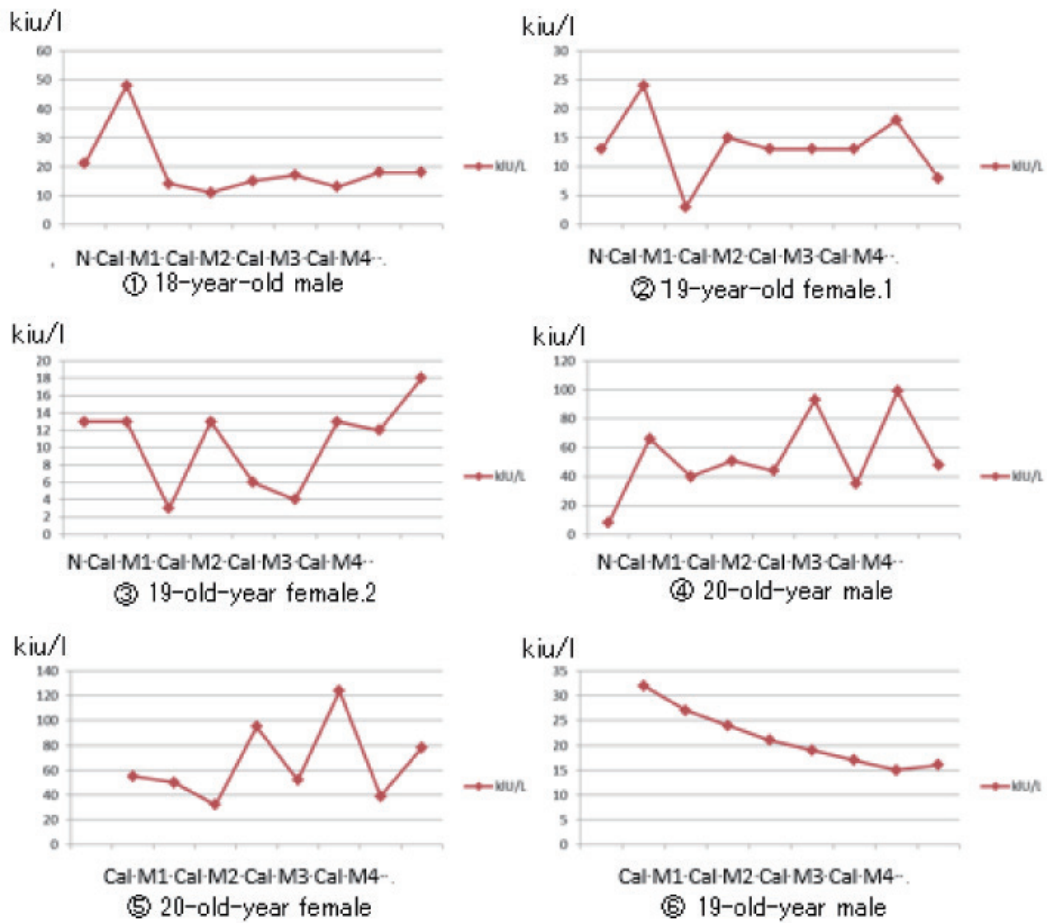 kiu/l
60
50
40
30
20
10
0
kIU/L
N·Cal·M1·Cal·M2·Cal·M3·Cal·M4··.
① 18-year-old male
kiu/l
30
25
20
15
10
5
0
kIU/L
N·Cal·M1·Cal·M2·Cal·M3·Cal·M4··.
② 19-year-old female.1
kiu/l
20
18
16
14
12
10
8
6
4
2
0
kIU/L
N·Cal·M1·Cal·M2·Cal·M3·Cal·M4··
③ 19-old-year female.2
kiu/l
120
100
80
60
40
20
0
kIU/L
N·Cal·M1·Cal·M2·Cal·M3·Cal·M4··
④ 20-old-year male
kiu/l
140
120
100
80
60
40
20
0
kIU/L
Cal·M1·Cal·M2·Cal·M3·Cal·M4··.
⑤ 20-old-year female
kiu/l
35
30
25
20
15
10
5
0
kIU/L
Cal·M1·Cal·M2·Cal·M3·Cal·M4··.
⑥ 19-old-year male